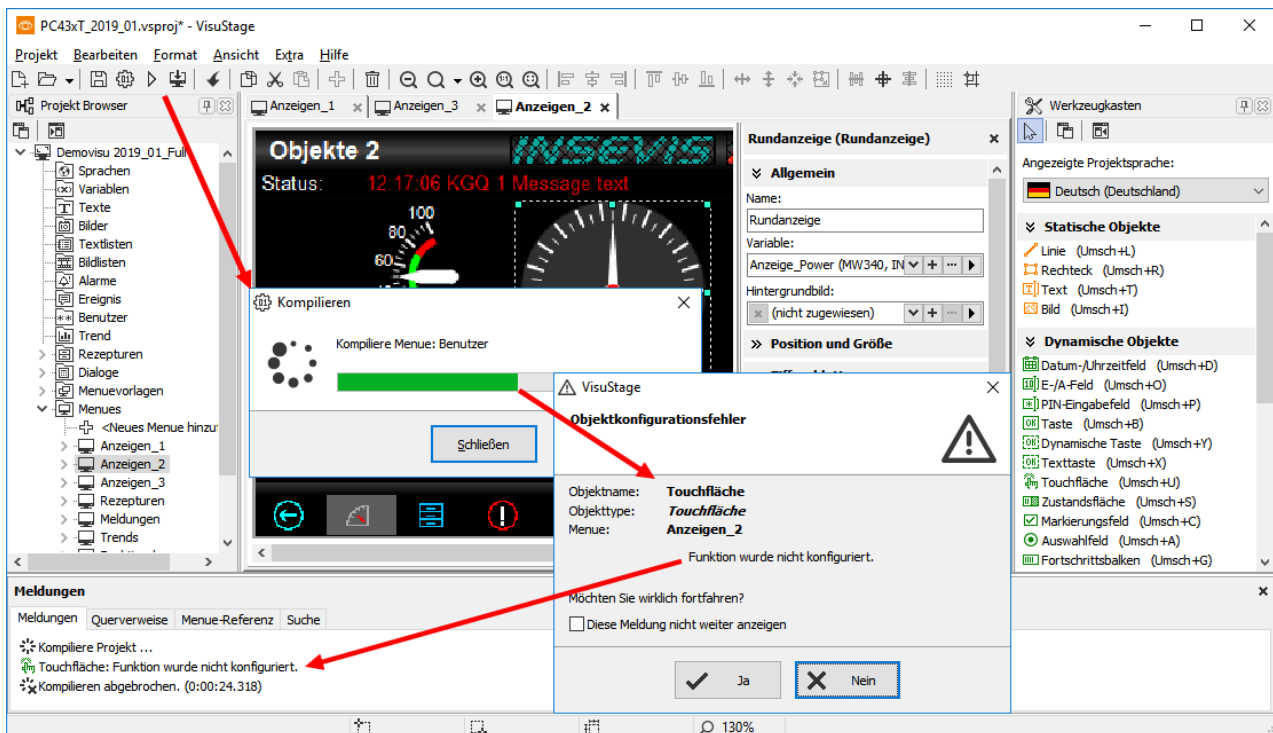 PC43xT_2019_01.vsproj* - VisuStage
Projekt Bearbeiten Format Ansicht Extra Hilfe
Projekt Browser
Anzeigen_1
Anzeigen_3
Anzeigen_2
Demovisu 2019_01_Full
Sprachen
Variablen
Texte
Bilder
Textlisten
Bildlisten
Alarme
Ereignis
Benutzer
Trend
Rezepturen
Dialoge
Menuevorlagen
Menues
<Neues Menue hinzu
Anzeigen_1
Anzeigen_2
Anzeigen_3
Rezepturen
Meldungen
Trends
Objekte 2
INSEVIS
Status: 12:17:06 KGQ 1 Message text
100
80
60
Rundanzeige (Rundanzeige)
Allgemein
Name:
Rundanzeige
Variable:
Anzeige_Power (MW340, IN
Hintergrundbild:
(nicht zugewiesen)
Position und Größe
Werkzeugkasten
Angezeigte Projektsprache:
Deutsch (Deutschland)
Statische Objekte
Linie (Umsch+L)
Rechteck (Umsch+R)
Text (Umsch+T)
Bild (Umsch+I)
Dynamische Objekte
Datum-/Uhrzeitfeld (Umsch+D)
E-/A-Feld (Umsch+O)
PIN-Eingabefeld (Umsch+P)
Taste (Umsch+B)
Dynamische Taste (Umsch+Y)
Texttaste (Umsch+X)
Touchfläche (Umsch+U)
Zustandsfläche (Umsch+S)
Markierungsfeld (Umsch+C)
Auswahlfeld (Umsch+A)
Fortschrittsbalken (Umsch+G)
Kompilieren
Kompiliere Menue: Benutzer
Schließen
VisuStage
Objektkonfigurationsfehler
Objektname: Touchfläche
Objekttype: Touchfläche
Menue: Anzeigen_2
Funktion wurde nicht konfiguriert.
Möchten Sie wirklich fortfahren?
Diese Meldung nicht weiter anzeigen
Ja
Nein
Meldungen
Meldungen Querverweise Menue-Referenz Suche
Kompiliere Projekt ...
Touchfläche: Funktion wurde nicht konfiguriert.
Kompilieren abgebrochen. (0:00:24.318)
130%